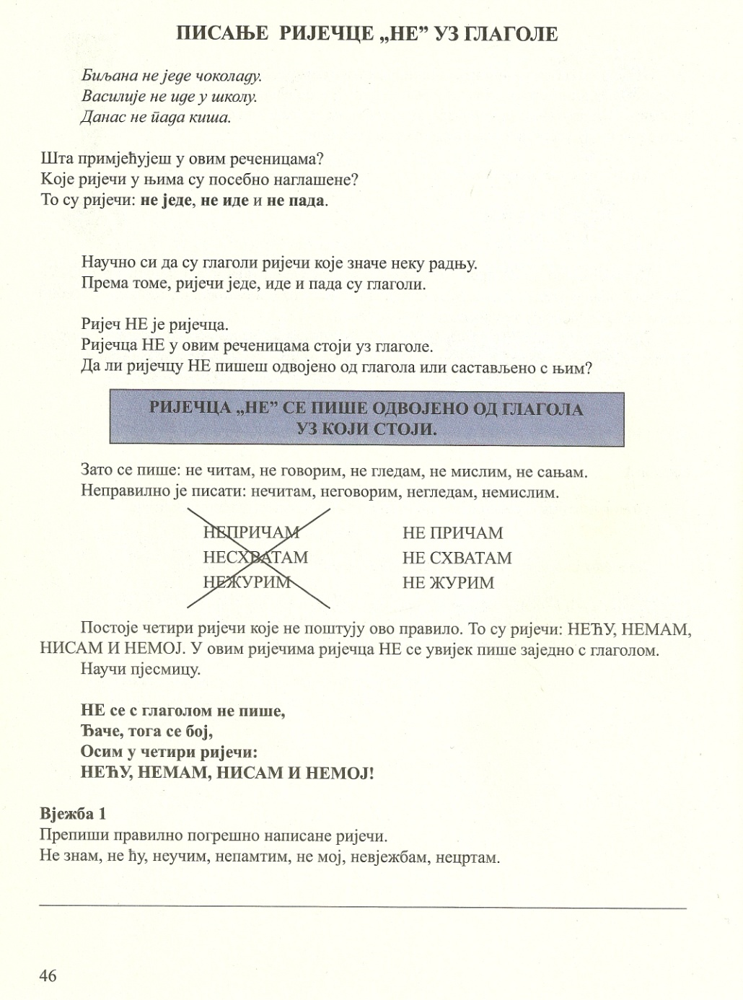 ПИСАЊЕ РИЈЕЧЦЕ „НЕ” УЗ ГЛАГОЛЕ
Биљана не једе чоколаду.
Василије не иде у школу.
Данас не пада киша.
Шта примјећујеш у овим реченицама?
Које ријечи у њима су посебно наглашене?
То су ријечи: не једе, не иде и не пада.
Научно си да су глаголи ријечи које значе неку радњу.
Према томе, ријечи једе, иде и пада су глаголи.
Ријеч НЕ је ријечца.
Ријечца НЕ у овим реченицама стоји уз глаголе.
Да ли ријечцу НЕ пишеш одвојено од глагола или састављено с њим?
РИЈЕЧЦА „НЕ” СЕ ПИШЕ ОДВОЈЕНО ОД ГЛАГОЛА
УЗ КОЈИ СТОЈИ.
Зато се пише: не читам, не говорим, не гледам, не мислим, не сањам.
Неправилно је писати: нечитам, неговорим, негледам, немислим.
НЕПРИЧАМ НЕ ПРИЧАМ
НЕСХВАТАМ НЕ СХВАТАМ
НЕЖУРИМ НЕ ЖУРИМ
Постоје четири ријечи које не поштују ово правило. То су ријечи: НЕЋУ, НЕМАМ,
НИСАМ И НЕМОЈ. У овим ријечима ријечца НЕ се увијек пише заједно с глаголом.
Научи пјесмицу.
НЕ се с глаголом не пише,
Ђаче, тога се бој,
Осим у четири ријечи:
НЕЋУ, НЕМАМ, НИСАМ И НЕМОЈ!
Вјежба 1
Препиши правилно погрешно написане ријечи.
Не знам, не ћу, неучим, непамтим, не мој, невјежбам, нецртам.
46